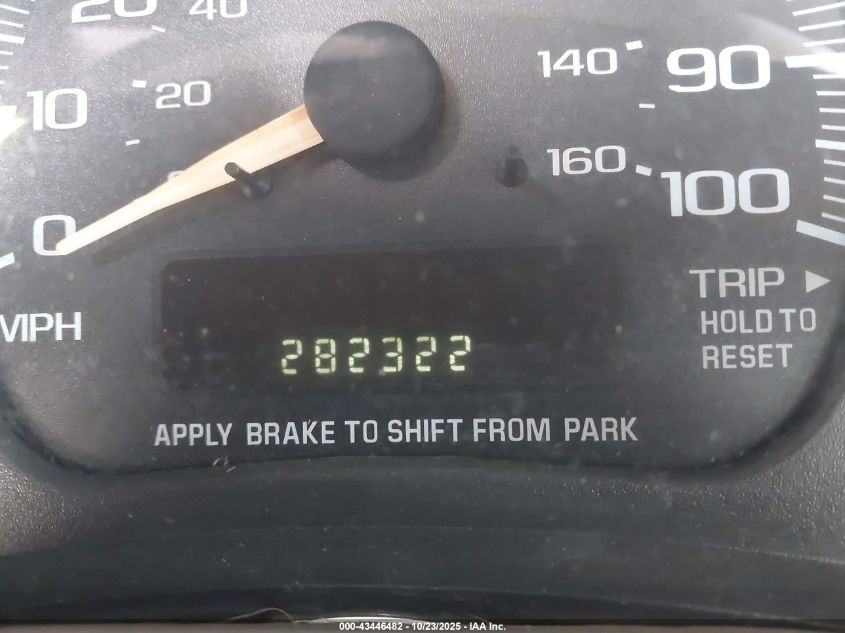 20 40
10 20
0
MPH
140 90
160 100
282322
TRIP ▶
HOLD TO
RESET
APPLY BRAKE TO SHIFT FROM PARK
000-43446482 - 10/23/2025 - IAA Inc.